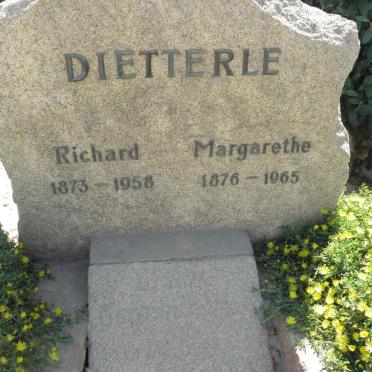 DIETTERLE
Richard Margarethe
1873 – 1958 1876 – 1965